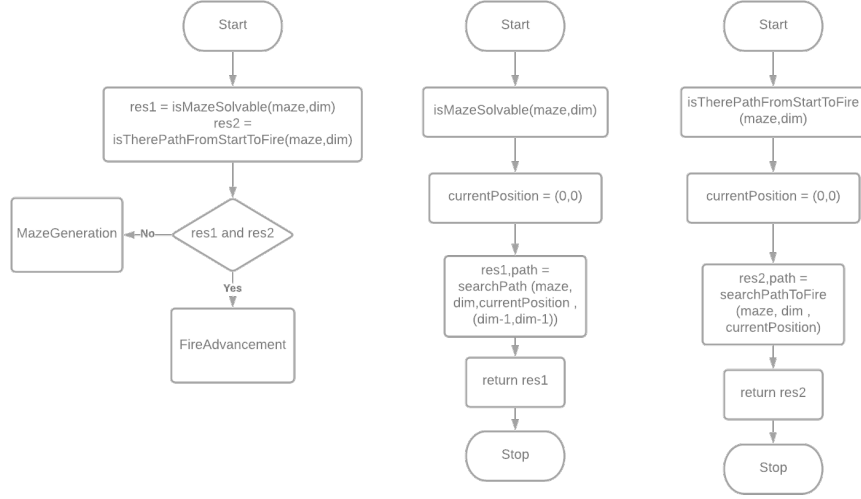 Start
res1 = isMazeSolvable(maze,dim)
res2 =
isTherePathFromStartToFire(maze,dim)
res1 and res2
No
MazeGeneration
Yes
FireAdvancement
Start
isMazeSolvable(maze,dim)
currentPosition = (0,0)
res1,path =
searchPath (maze,
dim,currentPosition ,
(dim-1,dim-1))
return res1
Stop
Start
isTherePathFromStartToFire
(maze,dim)
currentPosition = (0,0)
res2,path =
searchPathToFire
(maze, dim ,
currentPosition)
return res2
Stop